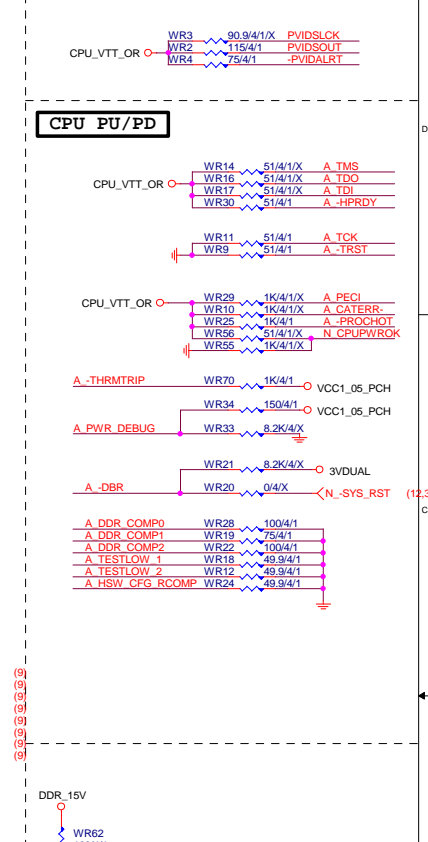 WR3 90.9/4/1/X PVIDSLCK
CPU_VTT_OR WR2 115/4/1 PVIDSOUT
WR4 75/4/1 -PVIDALRT
CPU PU/PD
D
WR14 51/4/1/X A_TMS
CPU_VTT_OR WR16 51/4/1/X A_TDO
WR17 51/4/1/X A_TDI
WR30 51/4/1 A_-HPRDY
WR11 51/4/1 A_TCK
WR9 51/4/1 A_-TRST
CPU_VTT_OR WR29 1K/4/1/X A_PECI
WR10 1K/4/1/X A_CATERR-
WR25 1K/4/1 A_-PROCHOT
WR56 51/4/1/X N_CPUPWROK
WR55 1K/4/1/X
A_-THRMTRIP WR70 1K/4/1 VCC1_05_PCH
WR34 150/4/1 VCC1_05_PCH
A_PWR_DEBUG WR33 8.2K/4/X
WR21 8.2K/4/X 3VDUAL
A_-DBR WR20 0/4/X N_-SYS_RST (12,3
C
A_DDR_COMP0 WR28 100/4/1
A_DDR_COMP1 WR19 75/4/1
A_DDR_COMP2 WR22 100/4/1
A_TESTLOW_1 WR18 49.9/4/1
A_TESTLOW_2 WR12 49.9/4/1
A_HSW_CFG_RCOMP WR24 49.9/4/1
(9)
(9)
(9)
(9)
(9)
(9)
(9)
(9)
DDR_15V
WR62